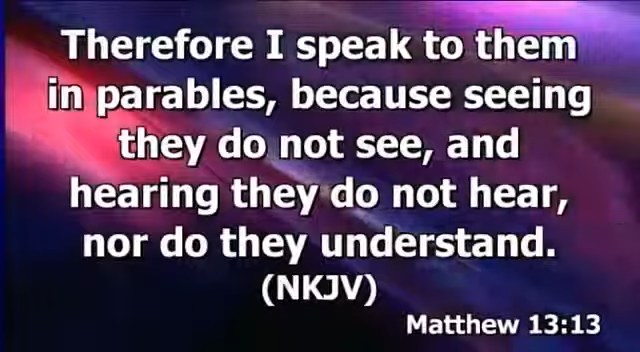 Therefore I speak to them
in parables, because seeing
they do not see, and
hearing they do not hear,
nor do they understand.
(NKJV)
Matthew 13:13